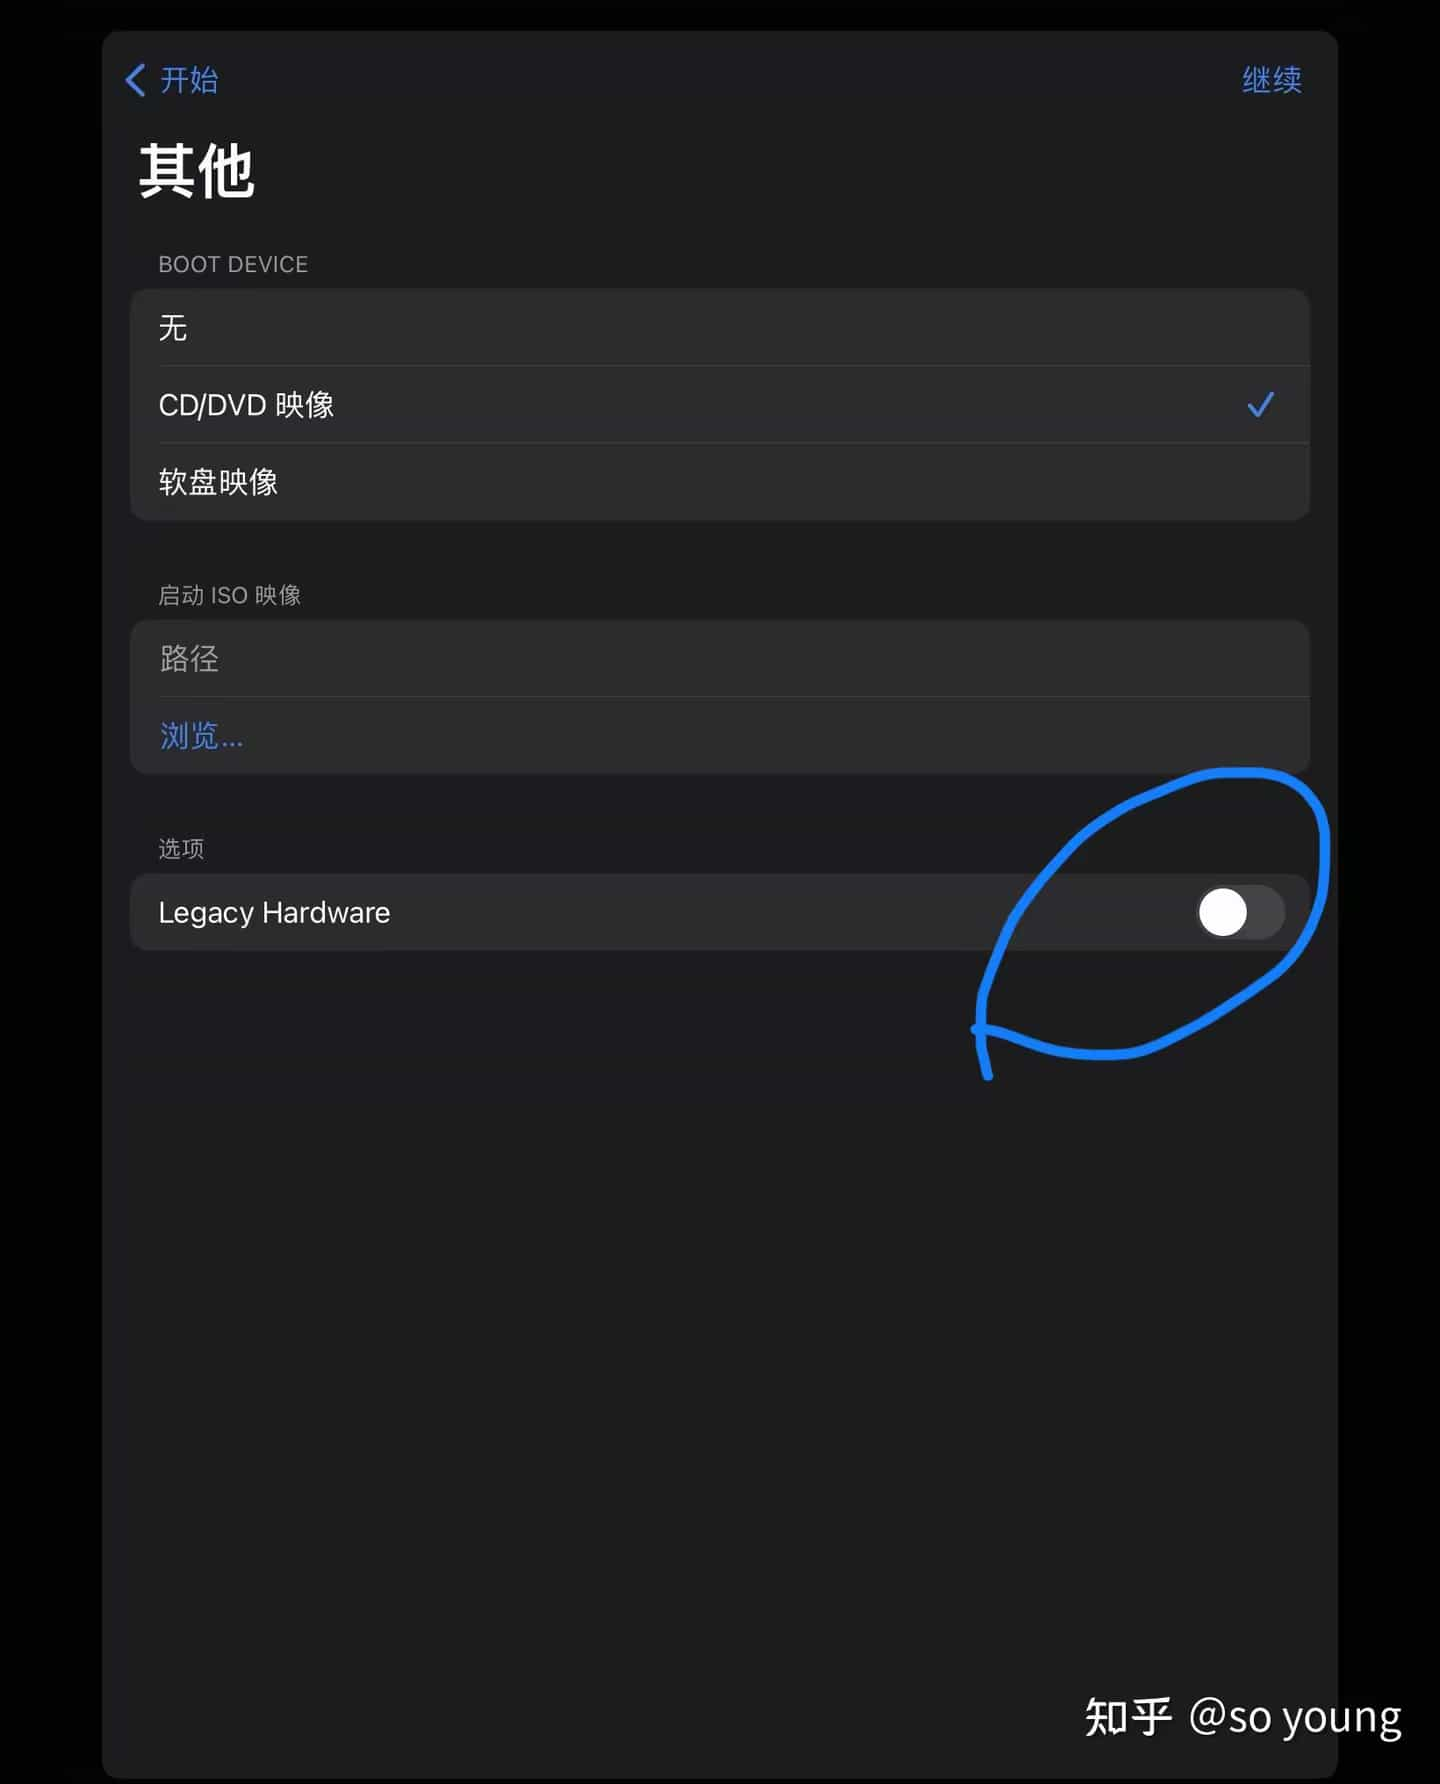 开始
继续
其他
BOOT DEVICE
无
CD/DVD 映像
软盘映像
启动 ISO 映像
路径
浏览...
选项
Legacy Hardware
知乎 @so young